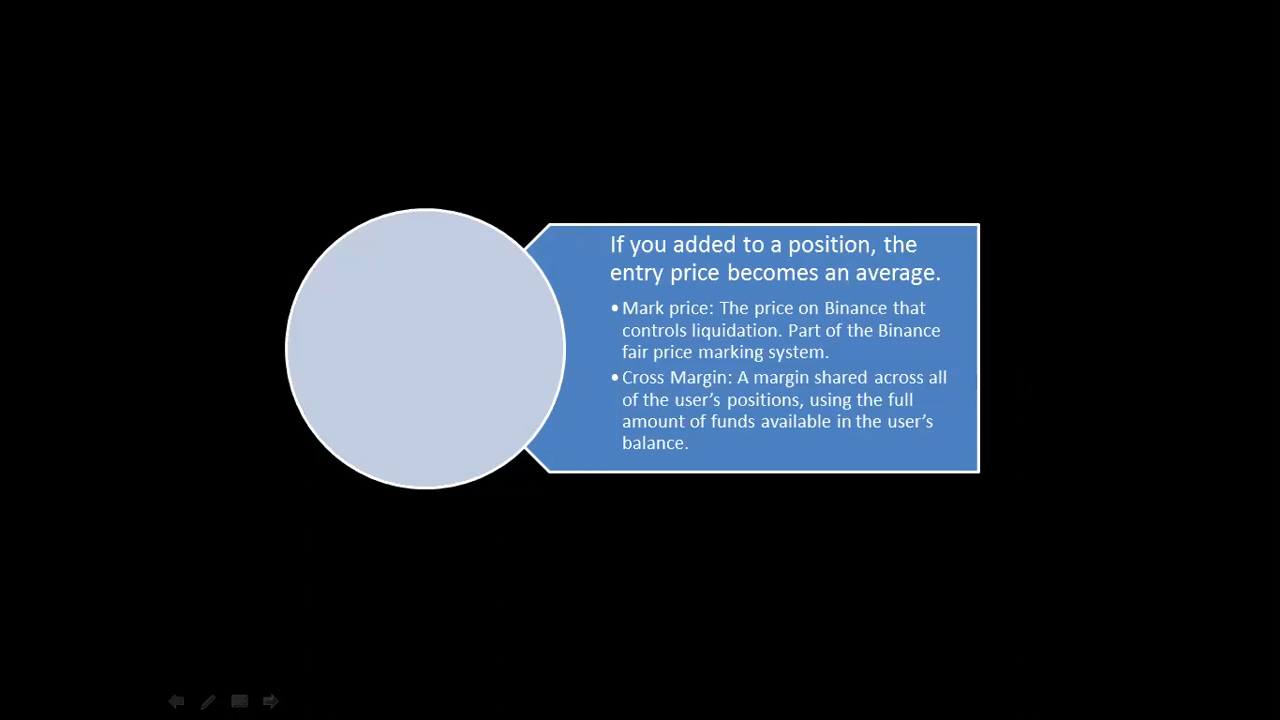 If you added to a position, the
entry price becomes an average.
•Mark price: The price on Binance that
controls liquidation. Part of the Binance
fair price marking system.
•Cross Margin: A margin shared across all
of the user’s positions, using the full
amount of funds available in the user’s
balance.